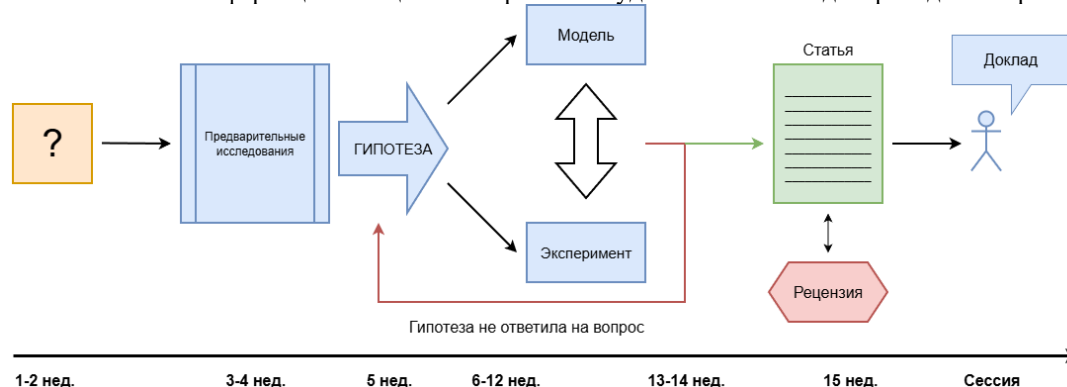 Модель
Статья
Доклад
?
Предварительные
исследования
ГИПОТЕЗА
Эксперимент
Рецензия
Гипотеза не ответила на вопрос
1-2 нед.
3-4 нед.
5 нед.
6-12 нед.
13-14 нед.
15 нед.
Сессия